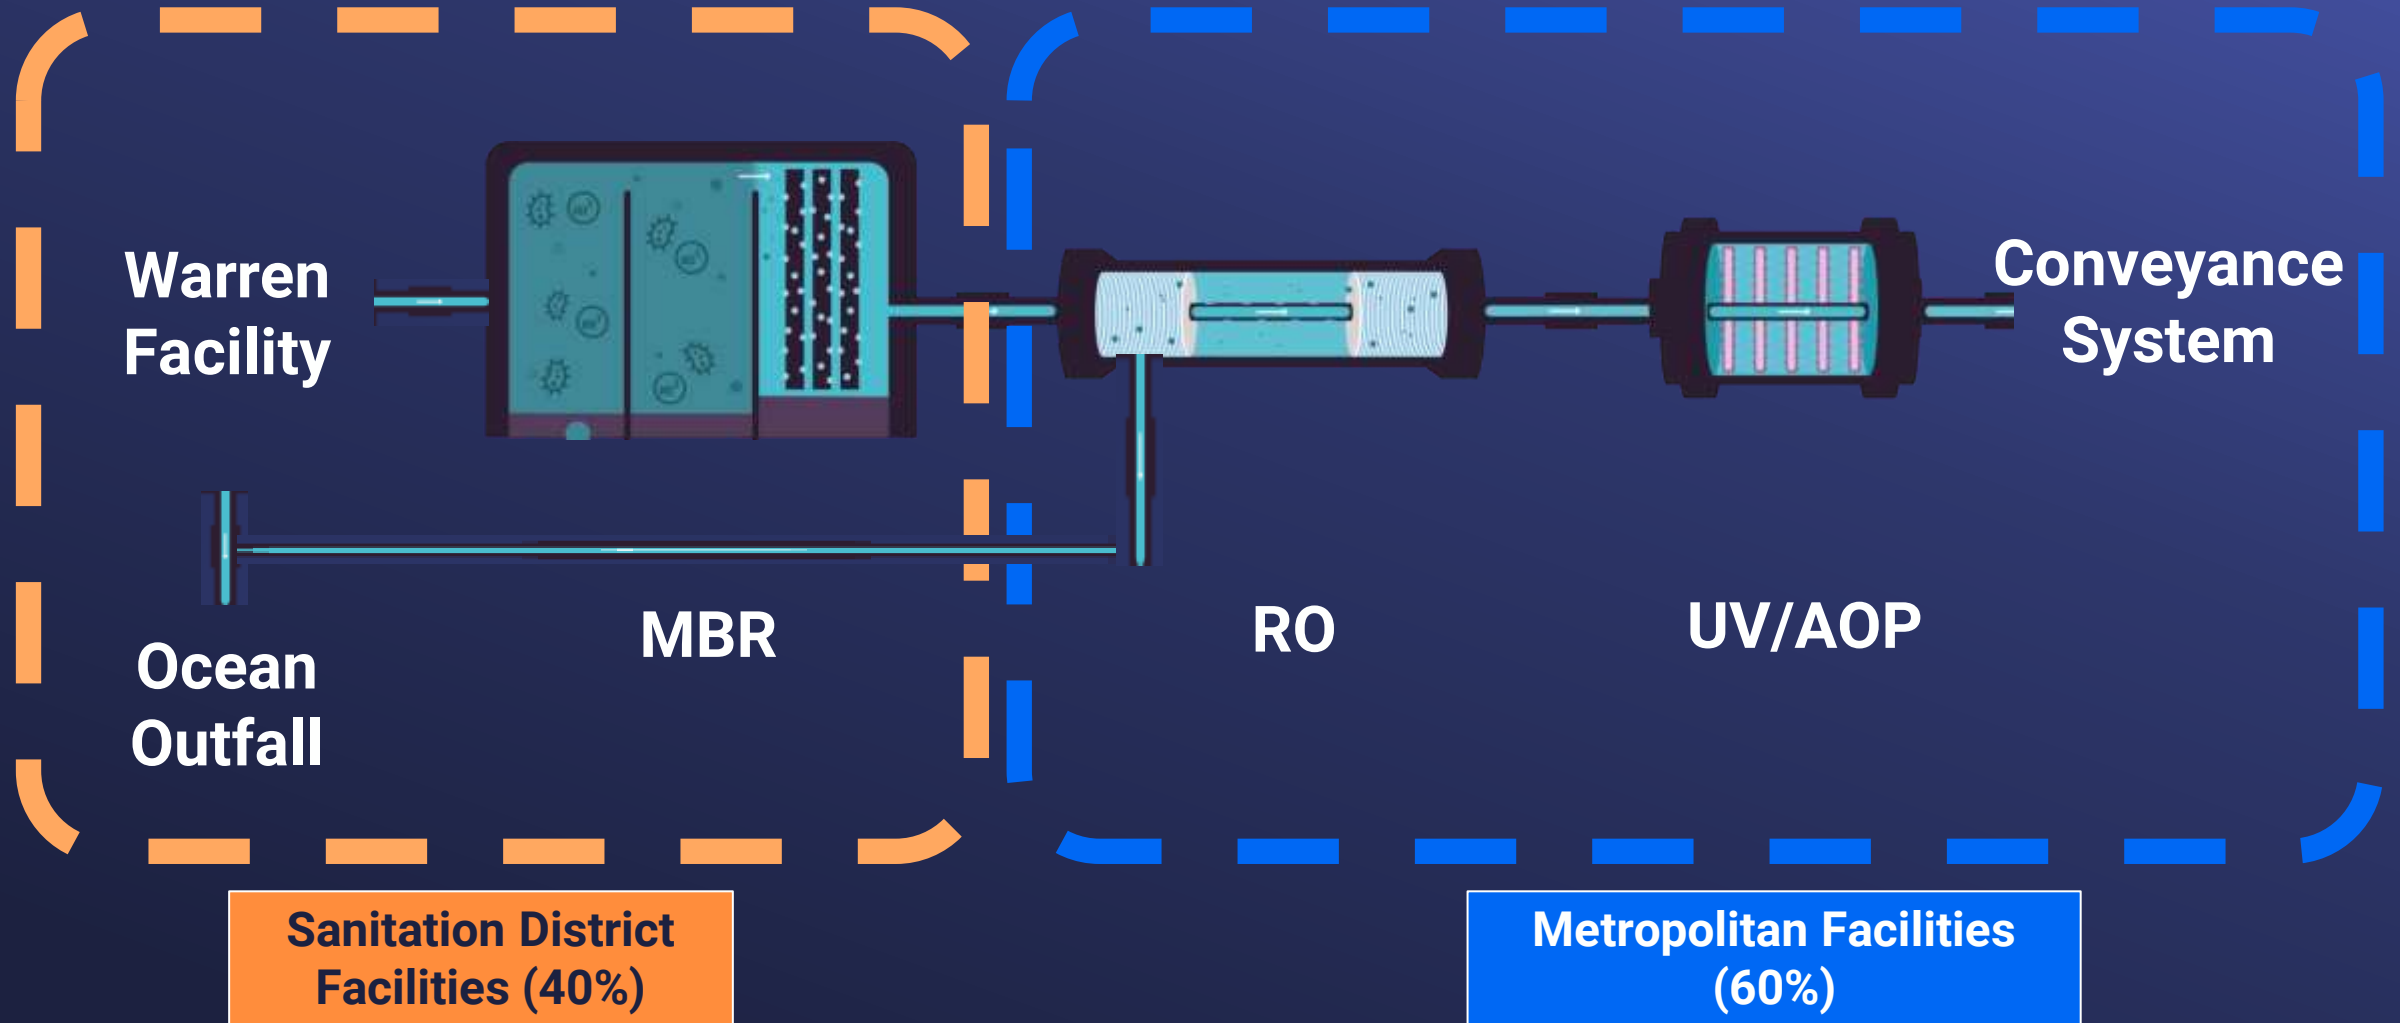 Warren
Facility
Conveyance
System
MBR
RO
UV/AOP
Ocean
Outfall
Sanitation District
Facilities (40%)
Metropolitan Facilities
(60%)